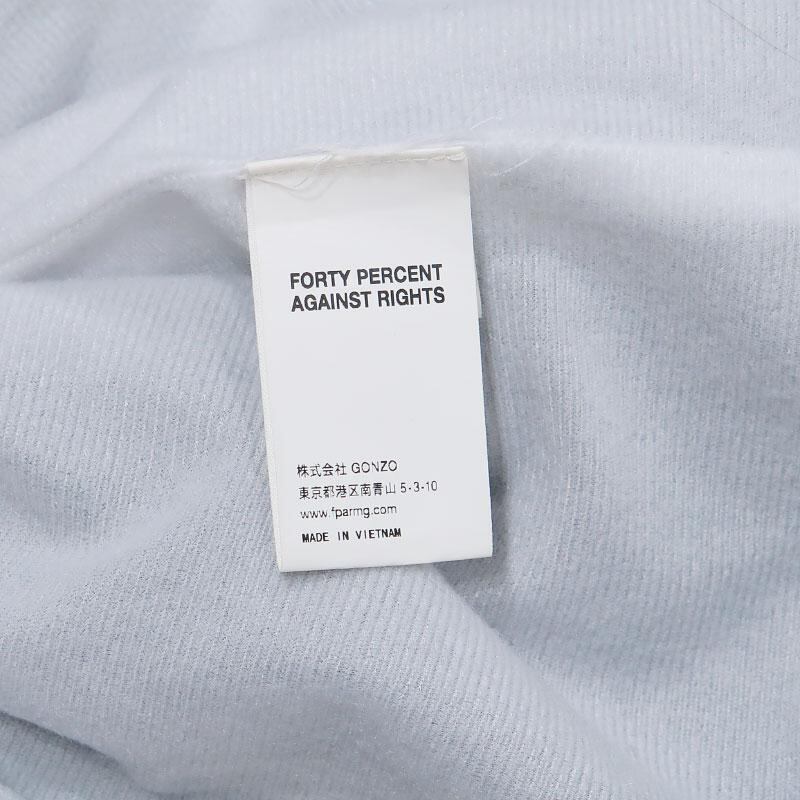 FORTY PERCENT
AGAINST RIGHTS
株式会社 GONZO
東京都港区南青山 5-3-10
www.fparmg.com
MADE IN VIETNAM